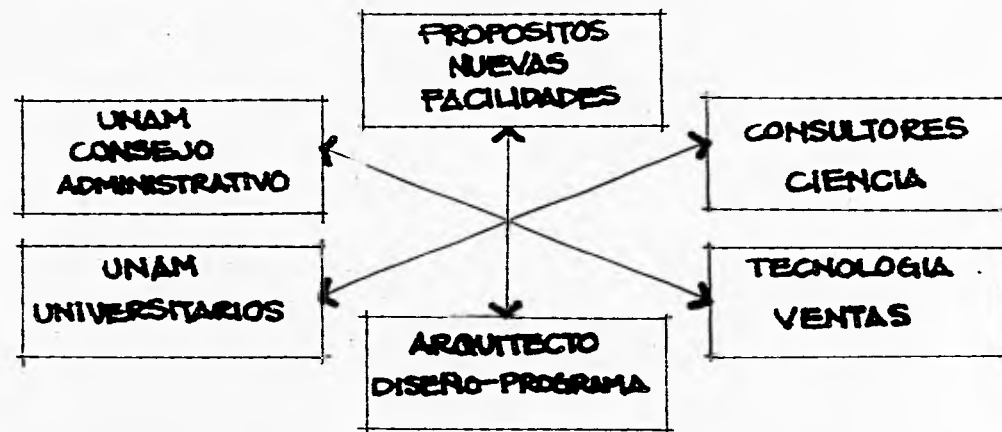 PROPOSITOS
NUEVAS
FACILIDADES
UNAM
CONSEJO
ADMINISTRATIVO
CONSULTORES
CIENCIA
UNAM
UNIVERSITARIOS
TECNOLOGIA
VENTAS
ARQUITECTO
DISEÑO-PROGRAMA